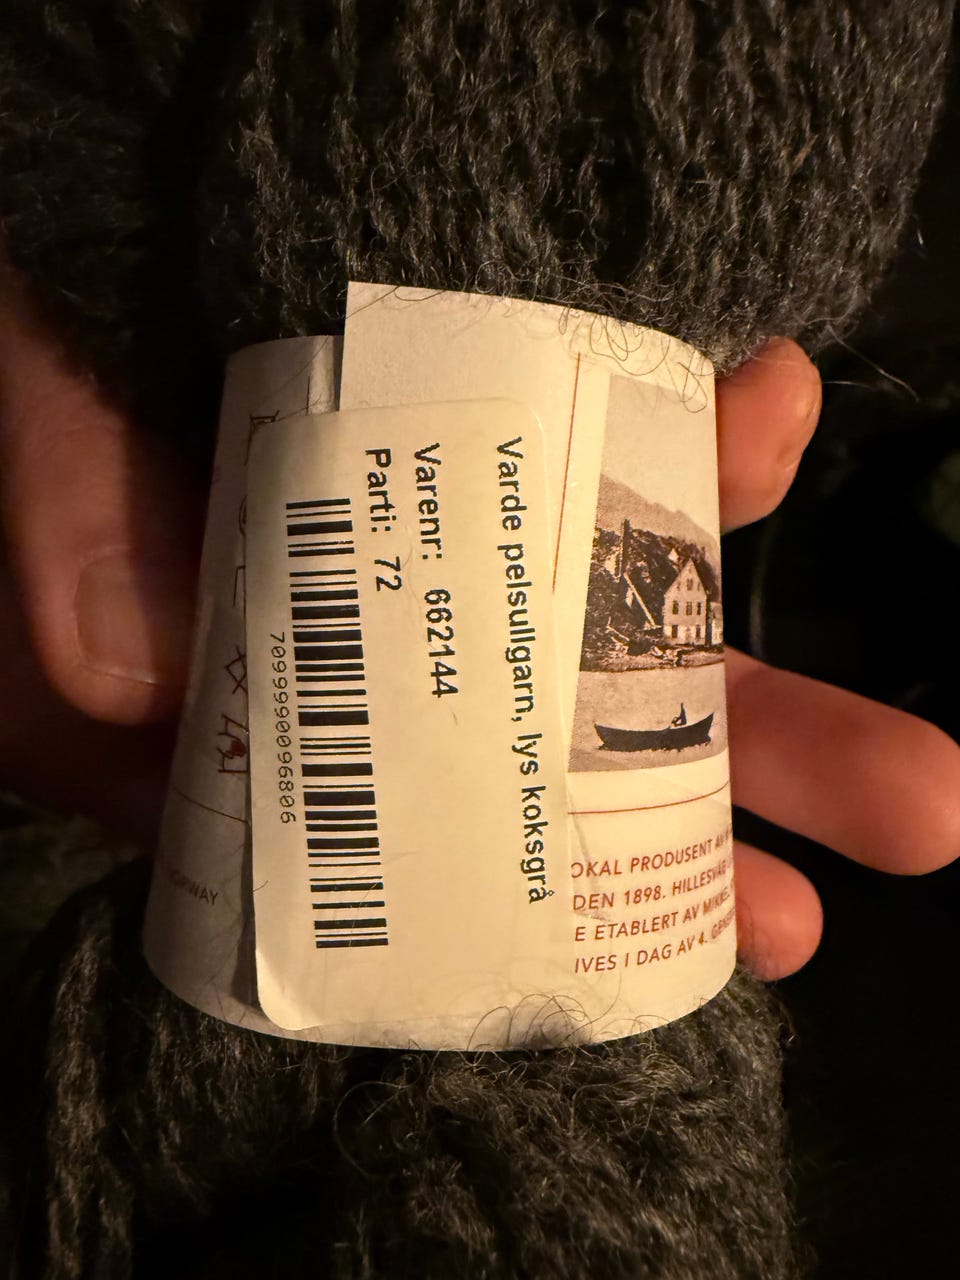 Varde pelsullgarn, lys koksgrå
Varenr: 662144
Parti: 72
7099990096806
OKAL PRODUSENT
DEN 1898. HILLESVÅG
E ETABLERT AV MIKKEL
IVES I DAG AV 4.